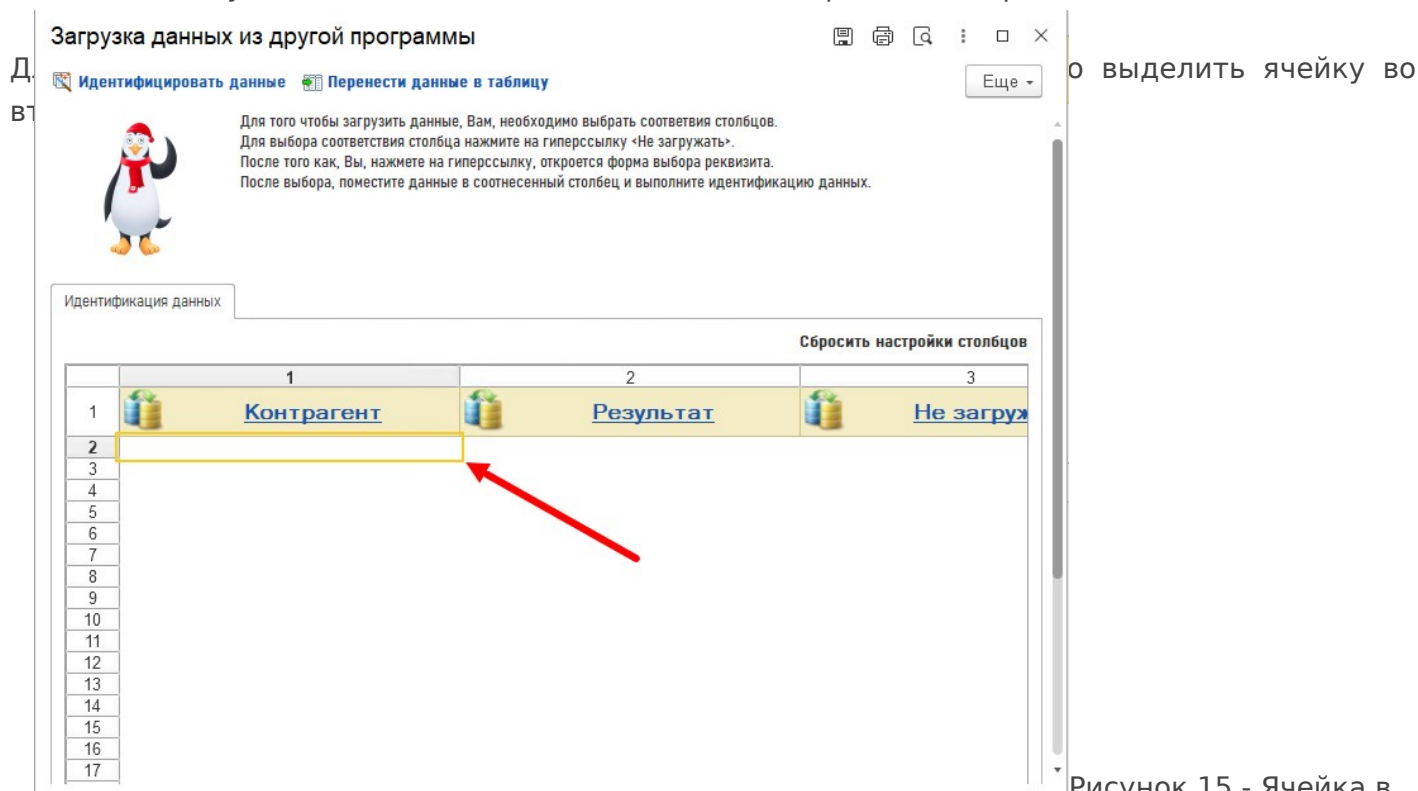 Загрузка данных из другой программы
Д
о выделить ячейку во
вт
Идентифицировать данные Перенести данные в таблицу Еще
Для того чтобы загрузить данные, Вам, необходимо выбрать соответвия столбцов.
Для выбора соответствия столбца нажмите на гиперссылку <Не загружать>.
После того как, Вы, нажмете на гиперссылку, откроется форма выбора реквизита.
После выбора, поместите данные в соотнесенный столбец и выполните идентификацию данных.
Идентификация данных
Сбросить настройки столбцов
1 2 3
1 Контрагент Результат Не загруж
2
3
4
5
6
7
8
9
10
11
12
13
14
15
16
17
Рисунок 15 - Ячейка в